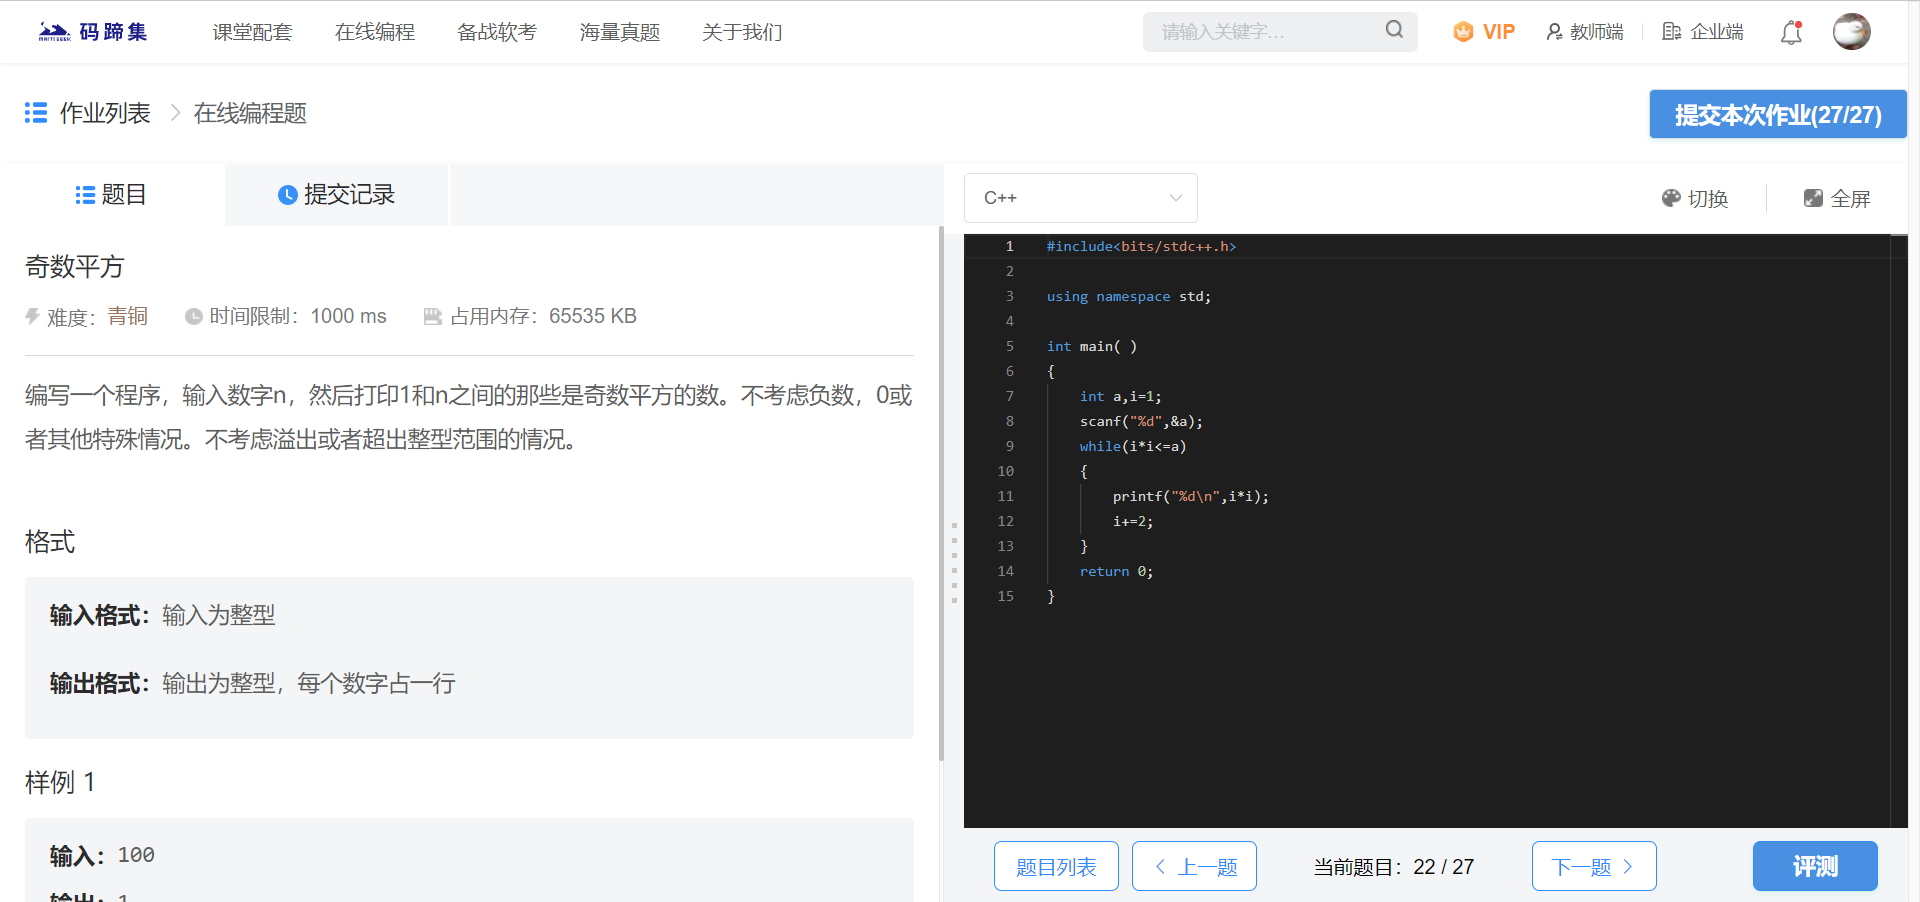 码蹄集
MAITI GEEK
课堂配套 在线编程 备战软考 海量真题 关于我们 请输入关键字... VIP 教师端 企业端
作业列表 在线编程题 提交本次作业(27/27)
题目 提交记录
奇数平方
难度：青铜 时间限制：1000 ms 占用内存：65535 KB
编写一个程序，输入数字n，然后打印1和n之间的那些是奇数平方的数。不考虑负数，0或
者其他特殊情况。不考虑溢出或者超出整型范围的情况。
格式
输入格式：输入为整型
输出格式：输出为整型，每个数字占一行
样例 1
输入：100
输出：1
C++ 切换 全屏
1 #include<bits/stdc++.h>
2
3 using namespace std;
4
5 int main( )
6 {
7 int a,i=1;
8 scanf("%d",&a);
9 while(i*i<=a)
10 {
11 printf("%d\n",i*i);
12 i+=2;
13 }
14 return 0;
15 }
题目列表 上一题 当前题目：22 / 27 下一题 评测